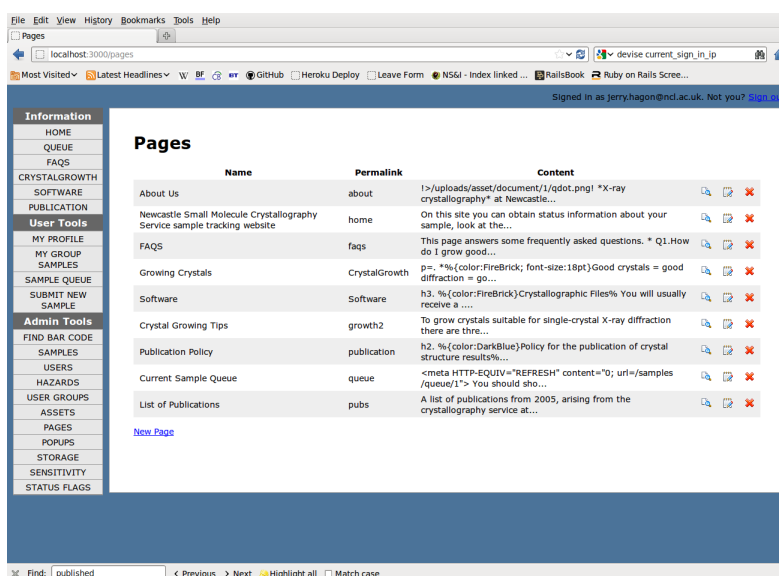 File Edit View History Bookmarks Tools Help
Pages
localhost:3000/pages
devise current_sign_in_ip
Most Visited Latest Headlines W BF GitHub Heroku Deploy Leave Form NS&I - Index linked ... RailsBook Ruby on Rails Scree...
Signed in as jerry.hagon@ncl.ac.uk. Not you? Sign ou
Information
HOME
QUEUE
FAQS
CRYSTALGROWTH
SOFTWARE
PUBLICATION
User Tools
MY PROFILE
MY GROUP
SAMPLES
SAMPLE QUEUE
SUBMIT NEW
SAMPLE
Admin Tools
FIND BAR CODE
SAMPLES
USERS
HAZARDS
USER GROUPS
ASSETS
PAGES
POPUPS
STORAGE
SENSITIVITY
STATUS FLAGS
Pages
Name Permalink Content
About Us about !>/uploads/asset/document/1/qdot.png! *X-ray
crystallography* at Newcastle...
Newcastle Small Molecule Crystallography
Service sample tracking website
home
On this site you can obtain status information about your
sample, look at the...
FAQS faqs This page answers some frequently asked questions. * Q1.How
do I grow good...
Growing Crystals CrystalGrowth p=. *%{color:FireBrick; font-size:18pt}Good crystals = good
diffraction = go...
Software Software h3. %{color:FireBrick}Crystallographic Files% You will usually
receive a ....
Crystal Growing Tips growth2 To grow crystals suitable for single-crystal X-ray diffraction
there are thre...
Publication Policy publication h2. %{color:DarkBlue}Policy for the publication of crystal
structure results%...
Current Sample Queue queue <meta HTTP-EQUIV="REFRESH" content="0; url=/samples
/queue/1"> You should sho...
List of Publications pubs A list of publications from 2005, arising from the
crystallography service at...
New Page
Find: published Previous Next Highlight all Match case